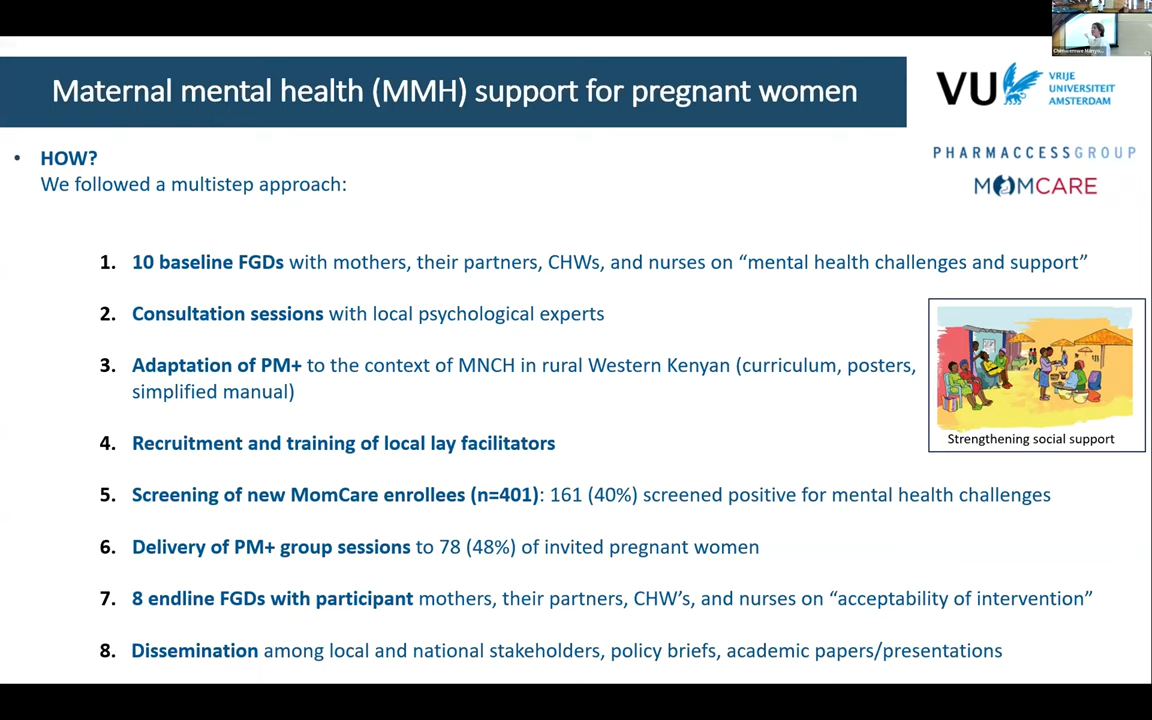 Maternal mental health (MMH) support for pregnant women
VU VRIJE
UNIVERSITEIT
AMSTERDAM
PHARMACCESSGROUP
MOMCARE
• HOW?
We followed a multistep approach:
1. 10 baseline FGDs with mothers, their partners, CHWs, and nurses on “mental health challenges and support”
2. Consultation sessions with local psychological experts
3. Adaptation of PM+ to the context of MNCH in rural Western Kenyan (curriculum, posters,
simplified manual)
4. Recruitment and training of local lay facilitators
Strengthening social support
5. Screening of new MomCare enrollees (n=401): 161 (40%) screened positive for mental health challenges
6. Delivery of PM+ group sessions to 78 (48%) of invited pregnant women
7. 8 endline FGDs with participant mothers, their partners, CHW’s, and nurses on “acceptability of intervention”
8. Dissemination among local and national stakeholders, policy briefs, academic papers/presentations